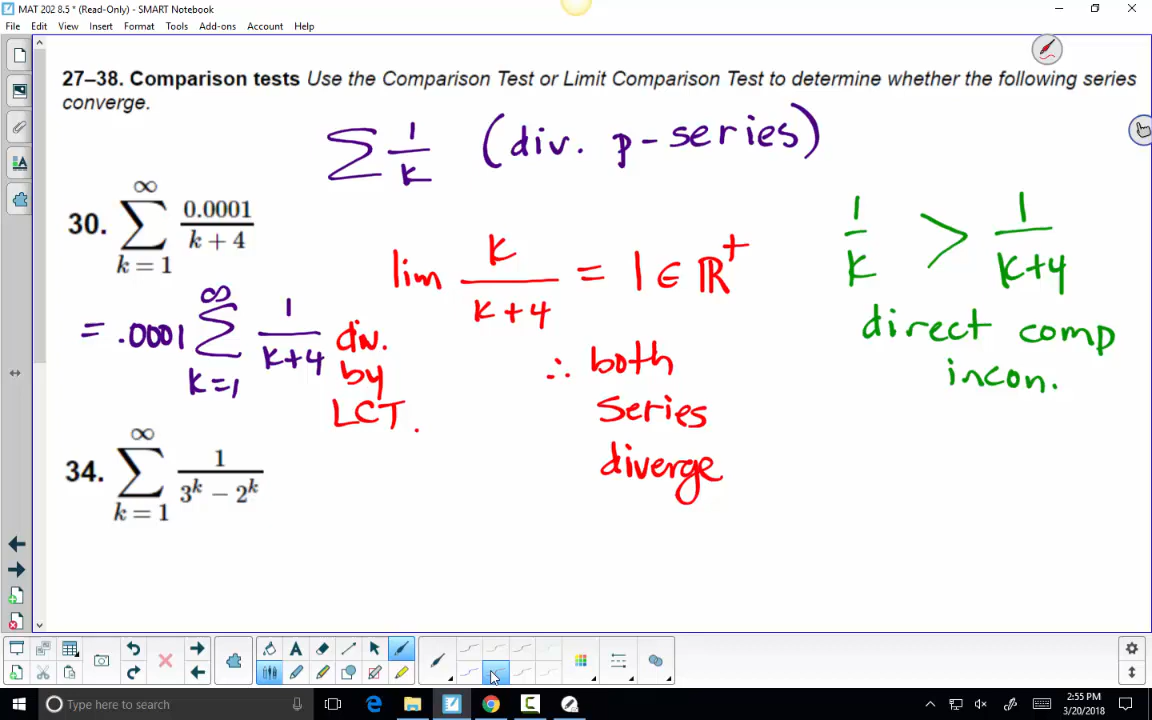 MAT 202 8.5 * (Read-Only) - SMART Notebook
File Edit View Insert Format Tools Add-ons Account Help
27–38. Comparison tests Use the Comparison Test or Limit Comparison Test to determine whether the following series
converge.
∑ 1/k (div. p-series)
30. ∑ k = 1 ∞ 0.0001/(k + 4)
= .0001 ∑ k=1 ∞ 1/(k+4) div.
by
LCT.
lim k/(k+4) = 1 ∈ ℝ⁺
∴ both
series
diverge
1/k > 1/(k+4)
direct comp
incon.
34. ∑ k = 1 ∞ 1/(3^k − 2^k)
Type here to search
2:55 PM
3/20/2018